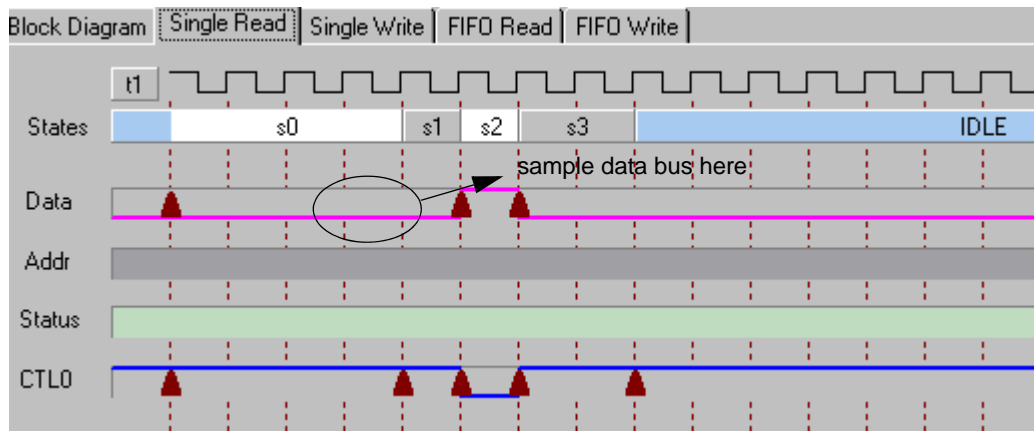 Block Diagram Single Read Single Write FIFO Read FIFO Write
t1
States s0 s1 s2 s3 IDLE
sample data bus here
Data
Addr
Status
CTL0